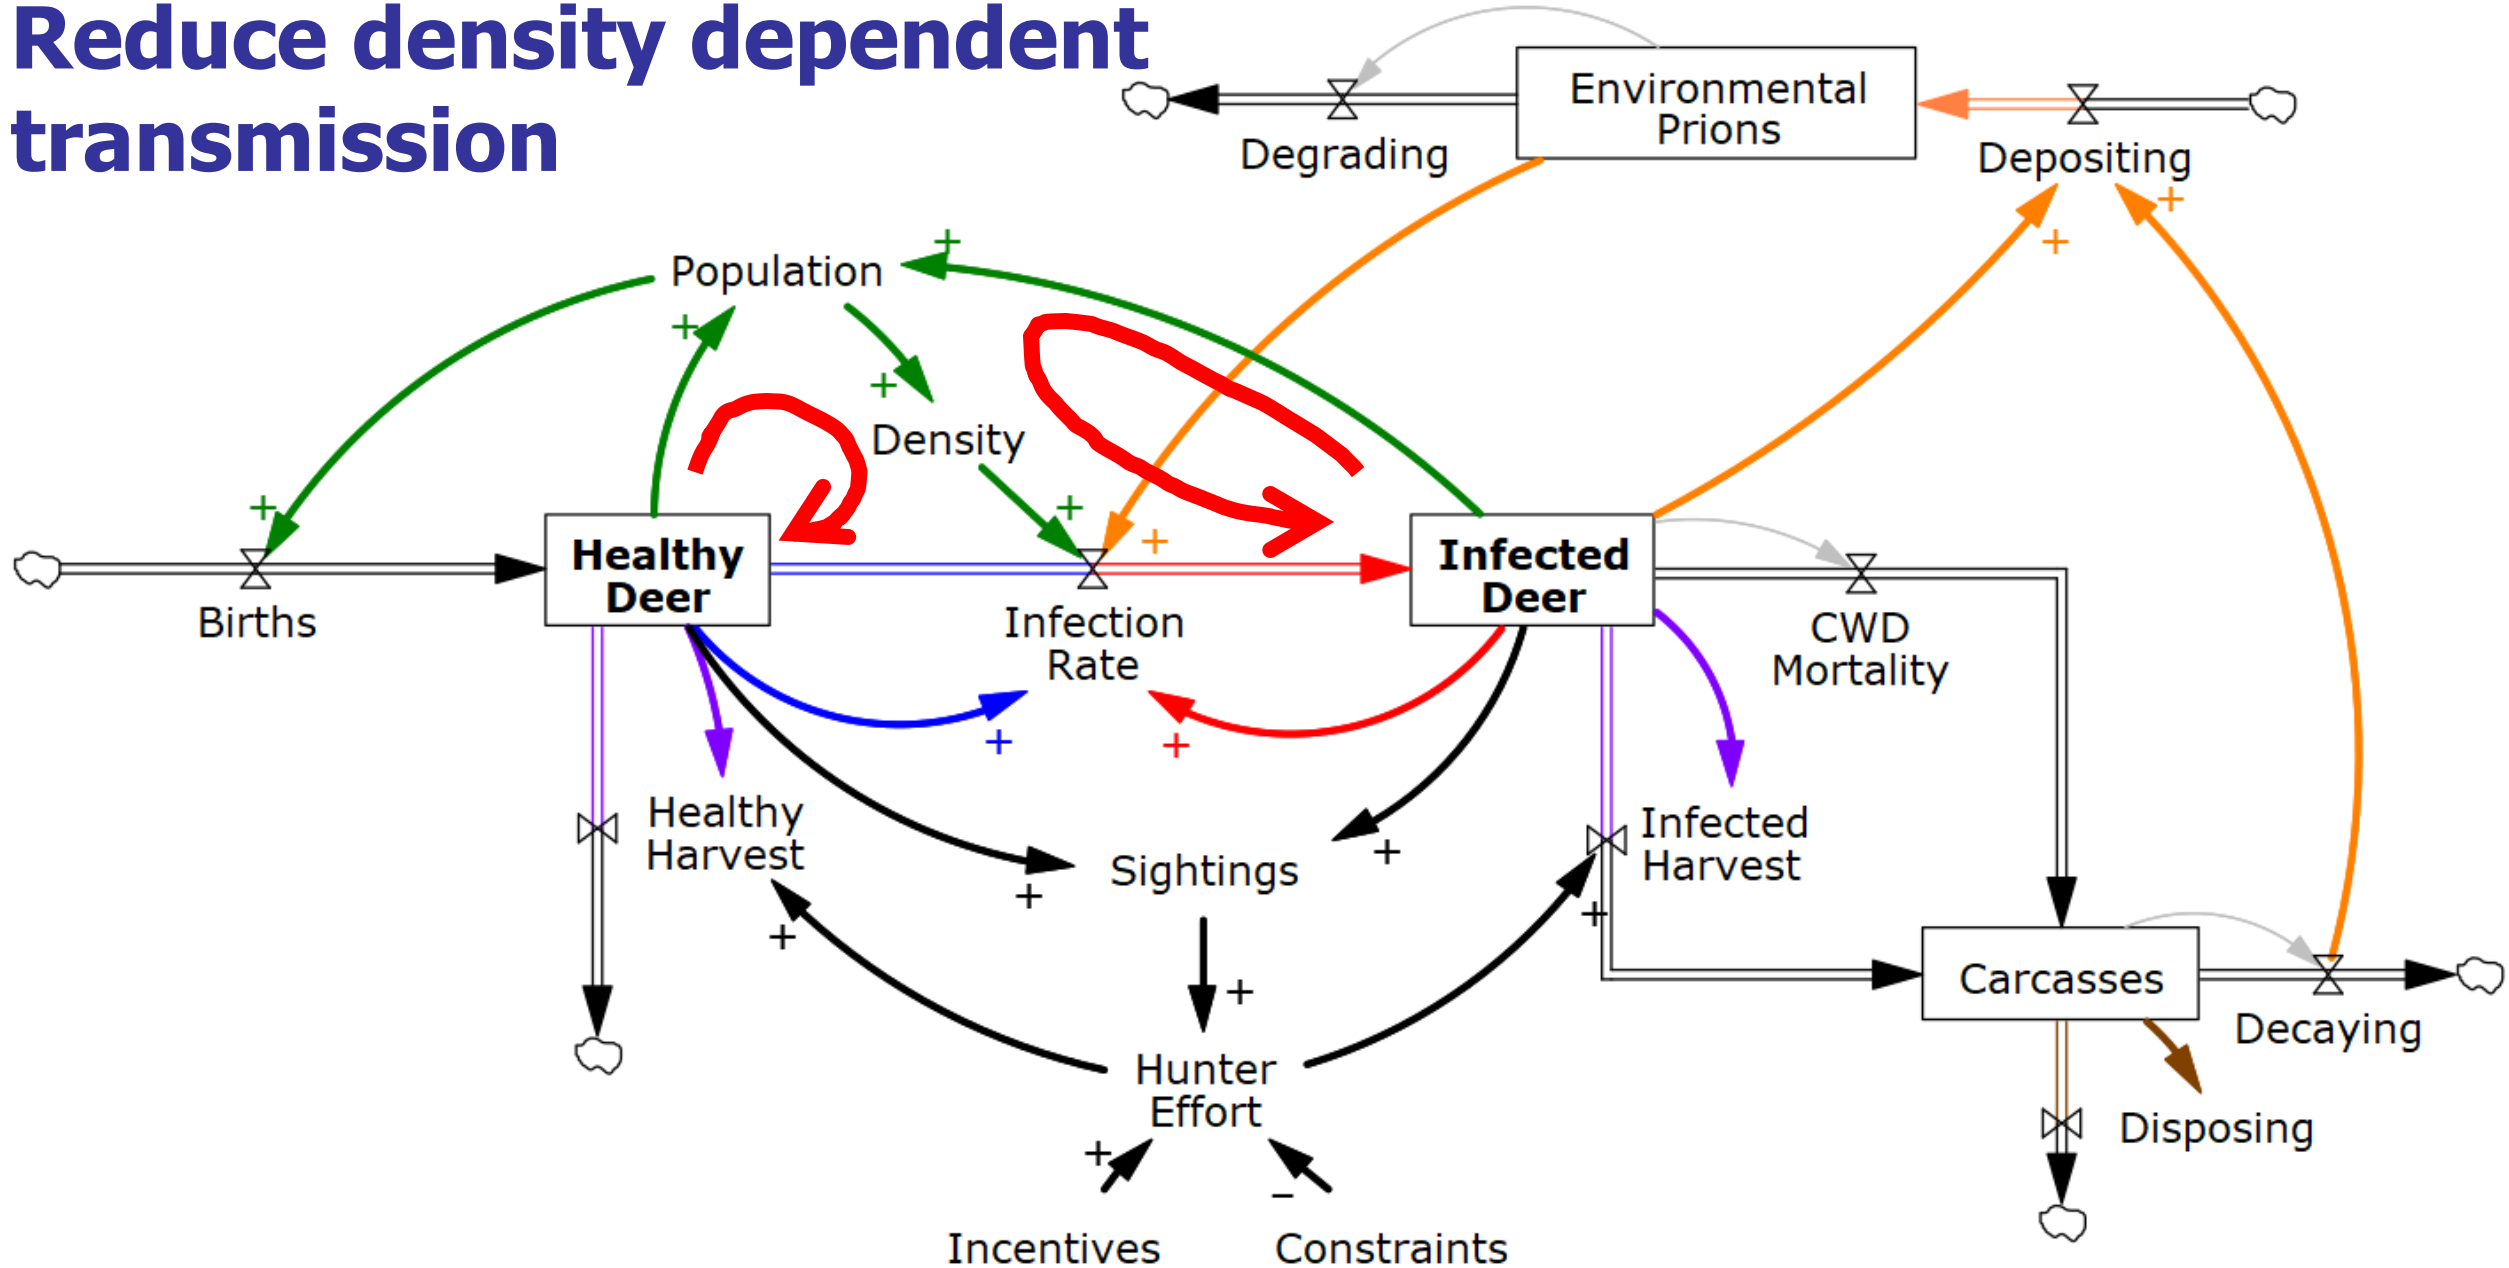 Reduce density dependent
transmission
Environmental
Prions
Degrading
Depositing
+
+
+
Population
+
+
Density
+
+
+
Healthy
Deer
Infected
Deer
Births
Infection
Rate
CWD
Mortality
+
+
Healthy
Harvest
Infected
Harvest
Sightings
+
+
+
+
Carcasses
+
Decaying
Hunter
Effort
Disposing
+
–
Incentives
Constraints